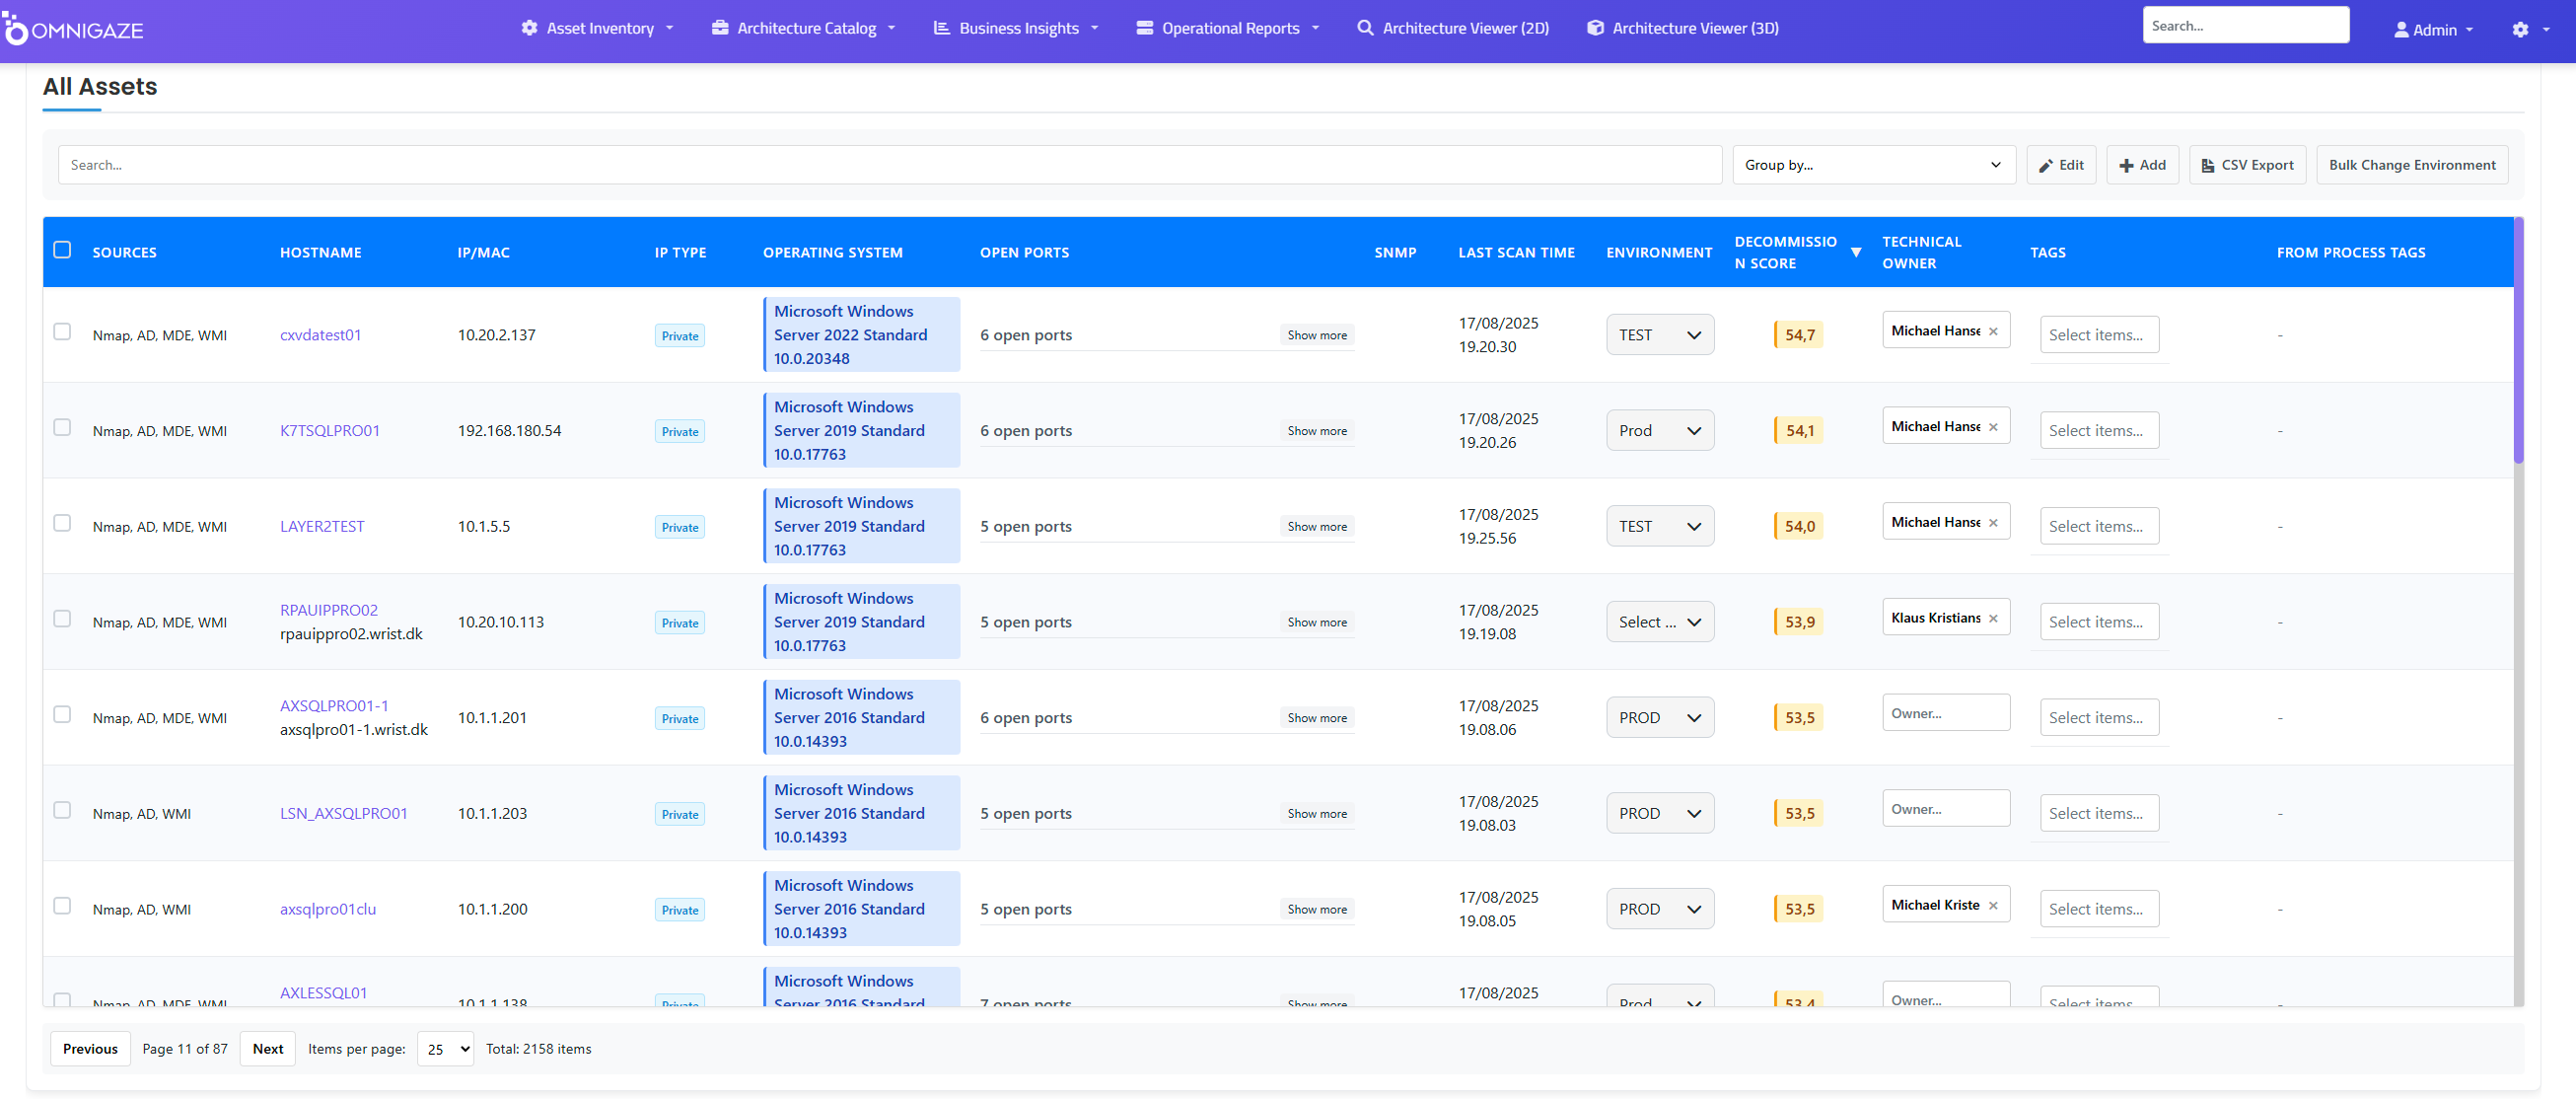 OMNIGAZE
Asset Inventory
Architecture Catalog
Business Insights
Operational Reports
Architecture Viewer (2D)
Architecture Viewer (3D)
Search...
Admin
All Assets
Search...
Group by...
Edit
Add
CSV Export
Bulk Change Environment
SOURCES
HOSTNAME
IP/MAC
IP TYPE
OPERATING SYSTEM
OPEN PORTS
SNMP
LAST SCAN TIME
ENVIRONMENT
DECOMMISSIO
N SCORE
▼
TECHNICAL
OWNER
TAGS
FROM PROCESS TAGS
Nmap, AD, MDE, WMI
cxvdatest01
10.20.2.137
Private
Microsoft Windows
Server 2022 Standard
10.0.20348
6 open ports
Show more
17/08/2025
19.20.30
TEST
54,7
Michael Hanse ×
Select items...
-
Nmap, AD, MDE, WMI
K7TSQLPRO01
192.168.180.54
Private
Microsoft Windows
Server 2019 Standard
10.0.17763
6 open ports
Show more
17/08/2025
19.20.26
Prod
54,1
Michael Hanse ×
Select items...
-
Nmap, AD, MDE, WMI
LAYER2TEST
10.1.5.5
Private
Microsoft Windows
Server 2019 Standard
10.0.17763
5 open ports
Show more
17/08/2025
19.25.56
TEST
54,0
Michael Hanse ×
Select items...
-
Nmap, AD, MDE, WMI
RPAUIPPRO02
rpauippro02.wrist.dk
10.20.10.113
Private
Microsoft Windows
Server 2019 Standard
10.0.17763
5 open ports
Show more
17/08/2025
19.19.08
Select ...
53,9
Klaus Kristians ×
Select items...
-
Nmap, AD, MDE, WMI
AXSQLPRO01-1
axsqlpro01-1.wrist.dk
10.1.1.201
Private
Microsoft Windows
Server 2016 Standard
10.0.14393
6 open ports
Show more
17/08/2025
19.08.06
PROD
53,5
Owner...
Select items...
-
Nmap, AD, WMI
LSN_AXSQLPRO01
10.1.1.203
Private
Microsoft Windows
Server 2016 Standard
10.0.14393
5 open ports
Show more
17/08/2025
19.08.03
PROD
53,5
Owner...
Select items...
-
Nmap, AD, WMI
axsqlpro01clu
10.1.1.200
Private
Microsoft Windows
Server 2016 Standard
10.0.14393
5 open ports
Show more
17/08/2025
19.08.05
PROD
53,5
Michael Kriste ×
Select items...
-
Nmap, AD, MDE, WMI
AXLESSQL01
10.1.1.138
Private
Microsoft Windows
Server 2016 Standard
7 open ports
Show more
17/08/2025
Prod
53,4
Owner...
Select items...
-
Previous
Page 11 of 87
Next
Items per page:
25
Total: 2158 items